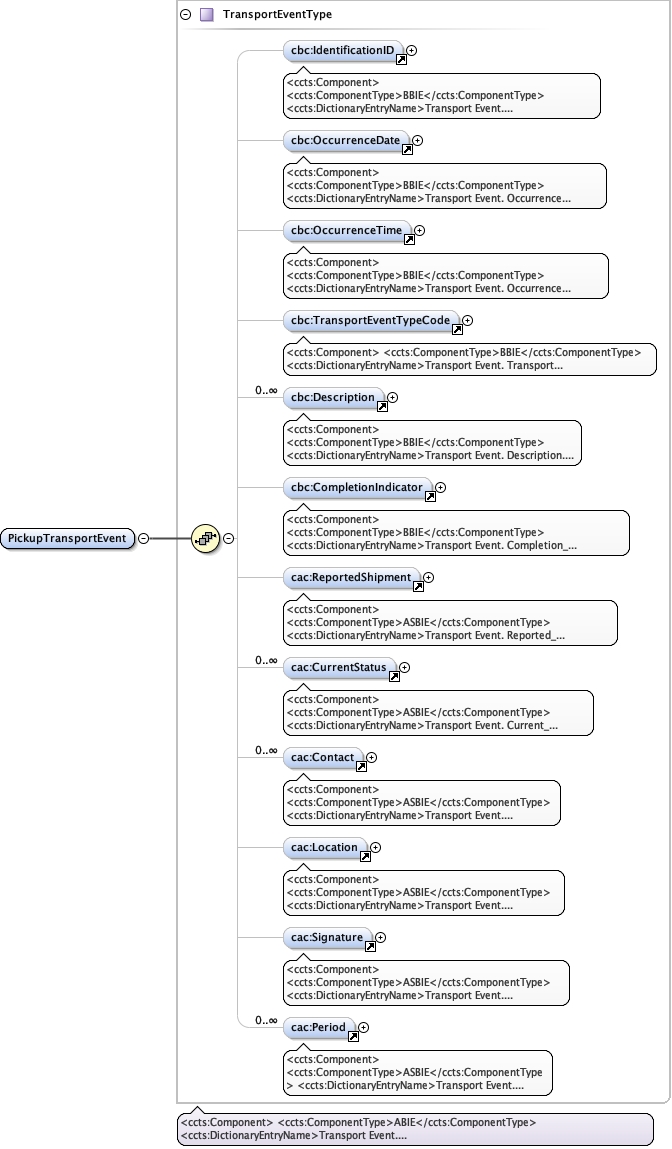 TransportEventType
cbc:IdentificationID
<ccts:Component>
<ccts:ComponentType>BBIE</ccts:ComponentType>
<ccts:DictionaryEntryName>Transport Event....
cbc:OccurrenceDate
<ccts:Component>
<ccts:ComponentType>BBIE</ccts:ComponentType>
<ccts:DictionaryEntryName>Transport Event. Occurrence...
cbc:OccurrenceTime
<ccts:Component>
<ccts:ComponentType>BBIE</ccts:ComponentType>
<ccts:DictionaryEntryName>Transport Event. Occurrence...
cbc:TransportEventTypeCode
<ccts:Component> <ccts:ComponentType>BBIE</ccts:ComponentType>
<ccts:DictionaryEntryName>Transport Event. Transport...
0..∞
cbc:Description
<ccts:Component>
<ccts:ComponentType>BBIE</ccts:ComponentType>
<ccts:DictionaryEntryName>Transport Event. Description....
cbc:CompletionIndicator
<ccts:Component>
<ccts:ComponentType>BBIE</ccts:ComponentType>
<ccts:DictionaryEntryName>Transport Event. Completion_...
PickupTransportEvent
cac:ReportedShipment
<ccts:Component>
<ccts:ComponentType>ASBIE</ccts:ComponentType>
<ccts:DictionaryEntryName>Transport Event. Reported_...
0..∞
cac:CurrentStatus
<ccts:Component>
<ccts:ComponentType>ASBIE</ccts:ComponentType>
<ccts:DictionaryEntryName>Transport Event. Current_...
0..∞
cac:Contact
<ccts:Component>
<ccts:ComponentType>ASBIE</ccts:ComponentType>
<ccts:DictionaryEntryName>Transport Event....
cac:Location
<ccts:Component>
<ccts:ComponentType>ASBIE</ccts:ComponentType>
<ccts:DictionaryEntryName>Transport Event....
cac:Signature
<ccts:Component>
<ccts:ComponentType>ASBIE</ccts:ComponentType>
<ccts:DictionaryEntryName>Transport Event....
0..∞
cac:Period
<ccts:Component>
<ccts:ComponentType>ASBIE</ccts:ComponentType
> <ccts:DictionaryEntryName>Transport Event....
<ccts:Component> <ccts:ComponentType>ABIE</ccts:ComponentType>
<ccts:DictionaryEntryName>Transport Event....